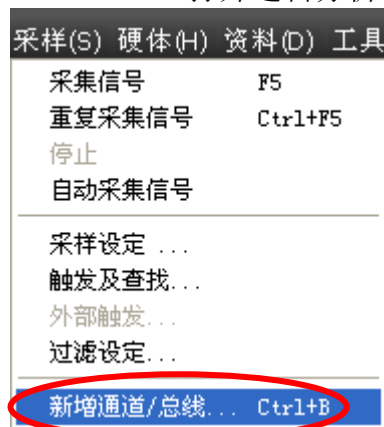 采样(S) 硬体(H) 资料(D) 工具
采集信号 F5
重复采集信号 Ctrl+F5
停止
自动采集信号
采样设定 ...
触发及查找...
外部触发...
过滤设定...
新增通道/总线... Ctrl+B